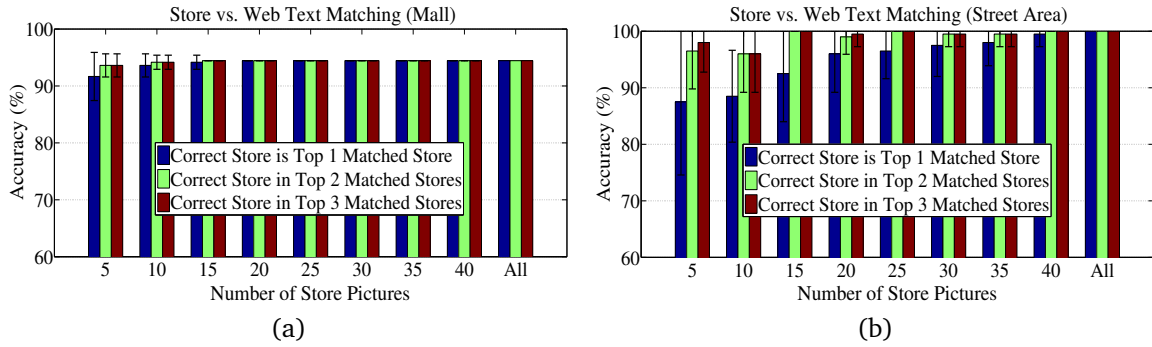 Store vs. Web Text Matching (Mall)
100
90
80
70
60
Accuracy (%)
Correct Store is Top 1 Matched Store
Correct Store in Top 2 Matched Stores
Correct Store in Top 3 Matched Stores
5 10 15 20 25 30 35 40 All
Number of Store Pictures
(a)
Store vs. Web Text Matching (Street Area)
100
90
80
70
60
Accuracy (%)
Correct Store is Top 1 Matched Store
Correct Store in Top 2 Matched Stores
Correct Store in Top 3 Matched Stores
5 10 15 20 25 30 35 40 All
Number of Store Pictures
(b)